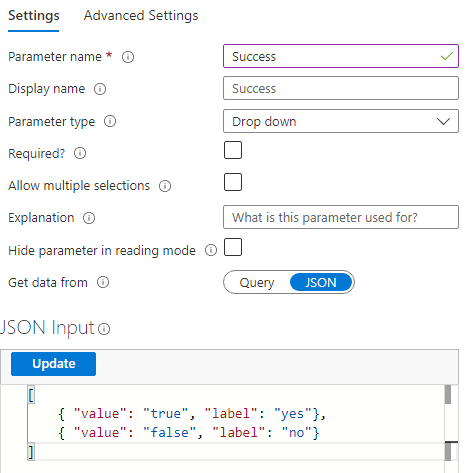 Settings Advanced Settings
Parameter name * Success
Display name Success
Parameter type Drop down
Required?
Allow multiple selections
Explanation What is this parameter used for?
Hide parameter in reading mode
Get data from Query JSON
JSON Input
Update
[
{ "value": "true", "label": "yes"},
{ "value": "false", "label": "no"}
]